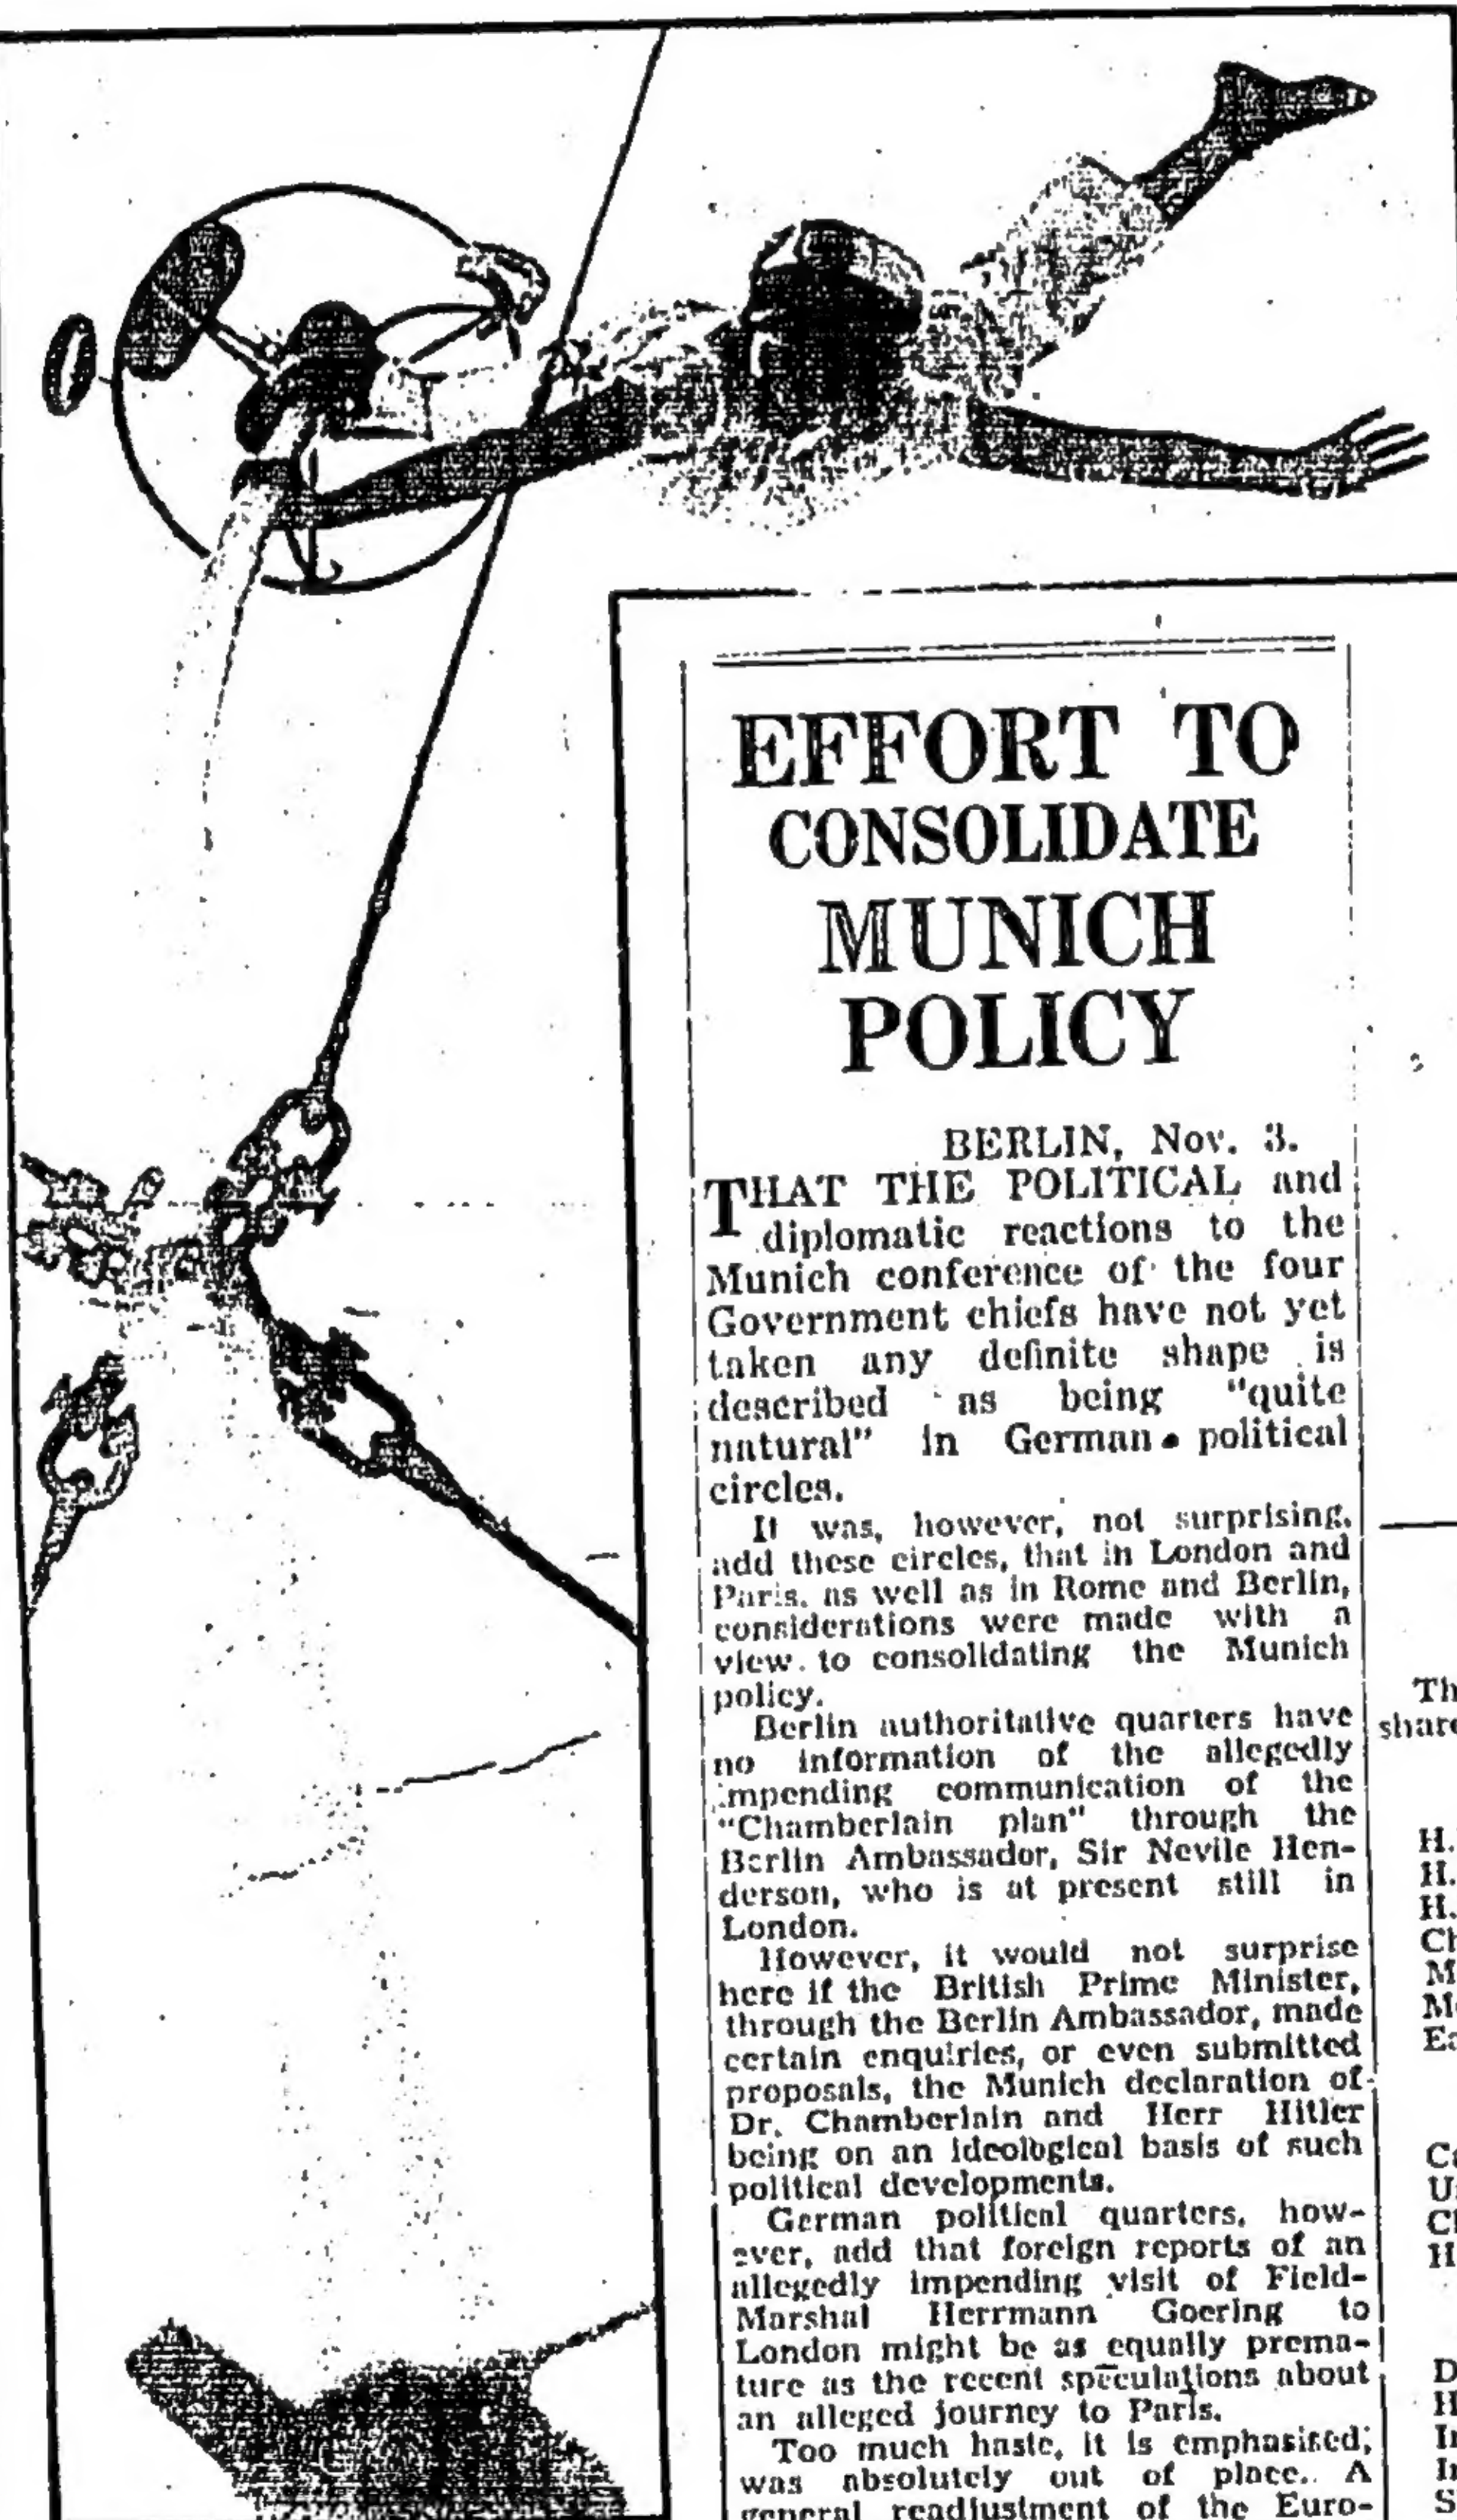 EFFORT TO
CONSOLIDATE
MUNICH
POLICY
BERLIN, Nov. 3.
THAT THE POLITICAL and
diplomatic reactions to the
Munich conference of the four
Government chiefs have not yet
taken any definite shape is
described as being "quite
natural" in German political
circles.
It was, however, not surprising,
add these circles, that in London and
Paris, as well as in Rome and Berlin,
considerations were made with a
view to consolidating the Munich
policy.
Berlin authoritative quarters have
no information of the allegedly
impending communication of the
"Chamberlain plan" through the
Berlin Ambassador, Sir Nevile Hen-
derson, who is at present still in
London.
However, it would not surprise
here if the British Prime Minister,
through the Berlin Ambassador, made
certain enquiries, or even submitted
proposals, the Munich declaration of
Dr. Chamberlain and Herr Hitler
being on an ideological basis of such
political developments.
German political quarters, how-
ever, add that foreign reports of an
allegedly impending visit of Field-
Marshal Herrmann Goering to
London might be as equally prema-
ture as the recent speculations about
an alleged journey to Paris.
Too much haste, it is emphasised;
was absolutely out of place. A
general readjustment of the Euro-
Th
share
H.
H.
H.
Ch
M
Ea
U
Cl
H
D
H
In
In
S